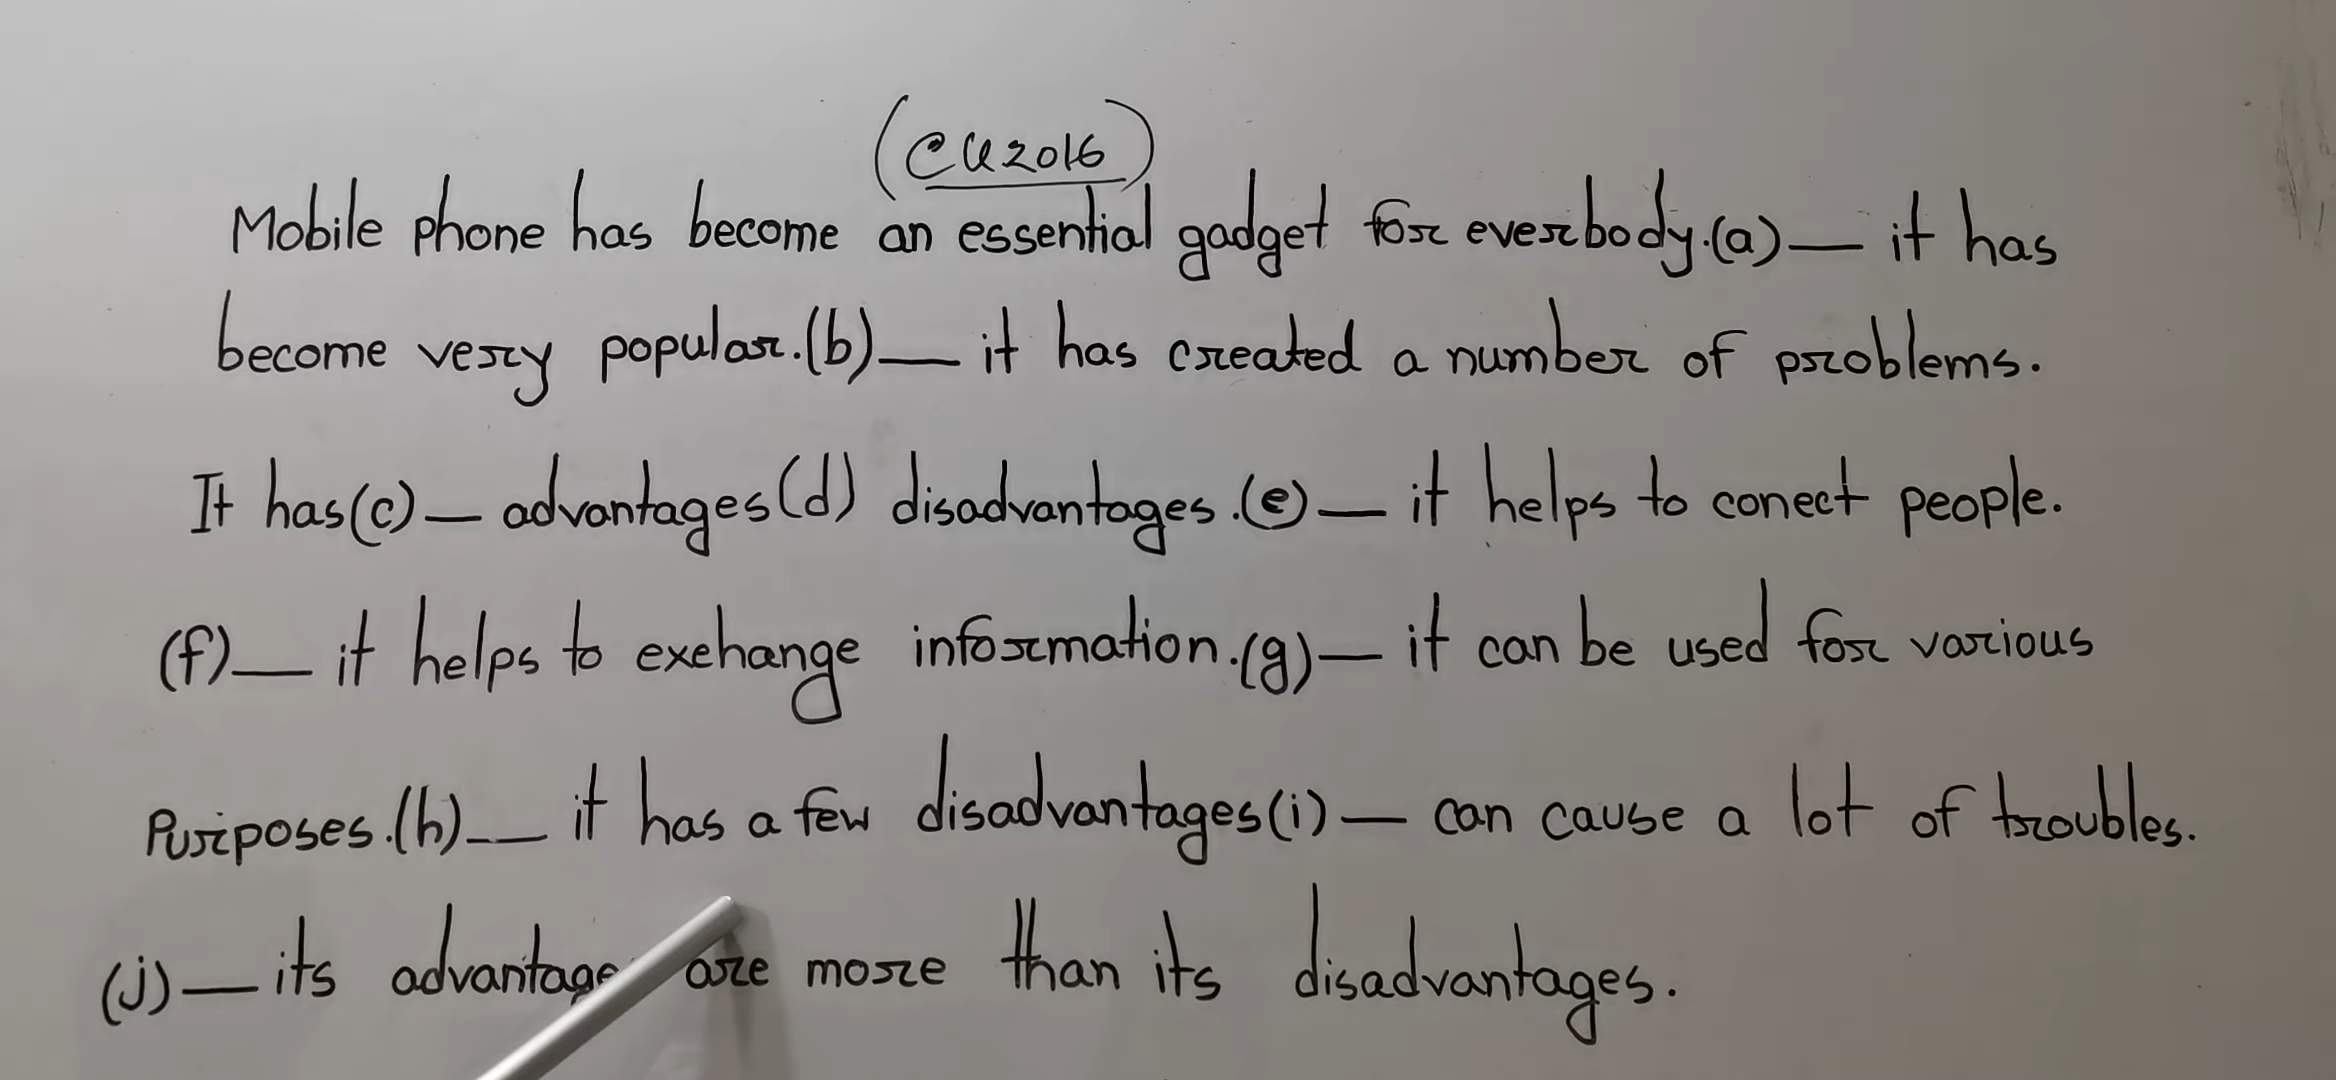 (CU2016)
Mobile phone has become an essential gadget for everbody.(a)— it has
become very popular.(b)— it has created a number of problems.
It has(c)— advantages(d) disadvantages.(e)— it helps to conect people.
(f)— it helps to exehange information.(g)— it can be used for various
Purposes.(h)— it has a few disadvantages(i)— can cause a lot of troubles.
(j)— its are more than its disadvantages.